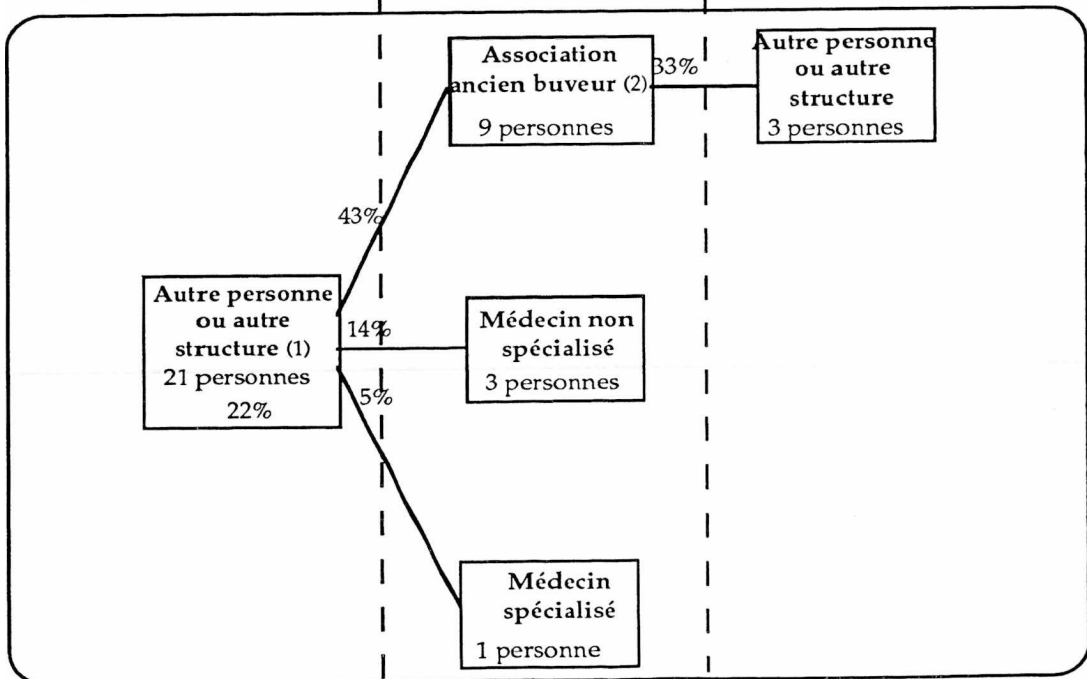 Association
ancien buveur (2)
9 personnes
33%
Autre personne
ou autre
structure
3 personnes
43%
Autre personne
ou autre
structure (1)
21 personnes
22%
14%
Médecin non
spécialisé
3 personnes
5%
Médecin
spécialisé
1 personne